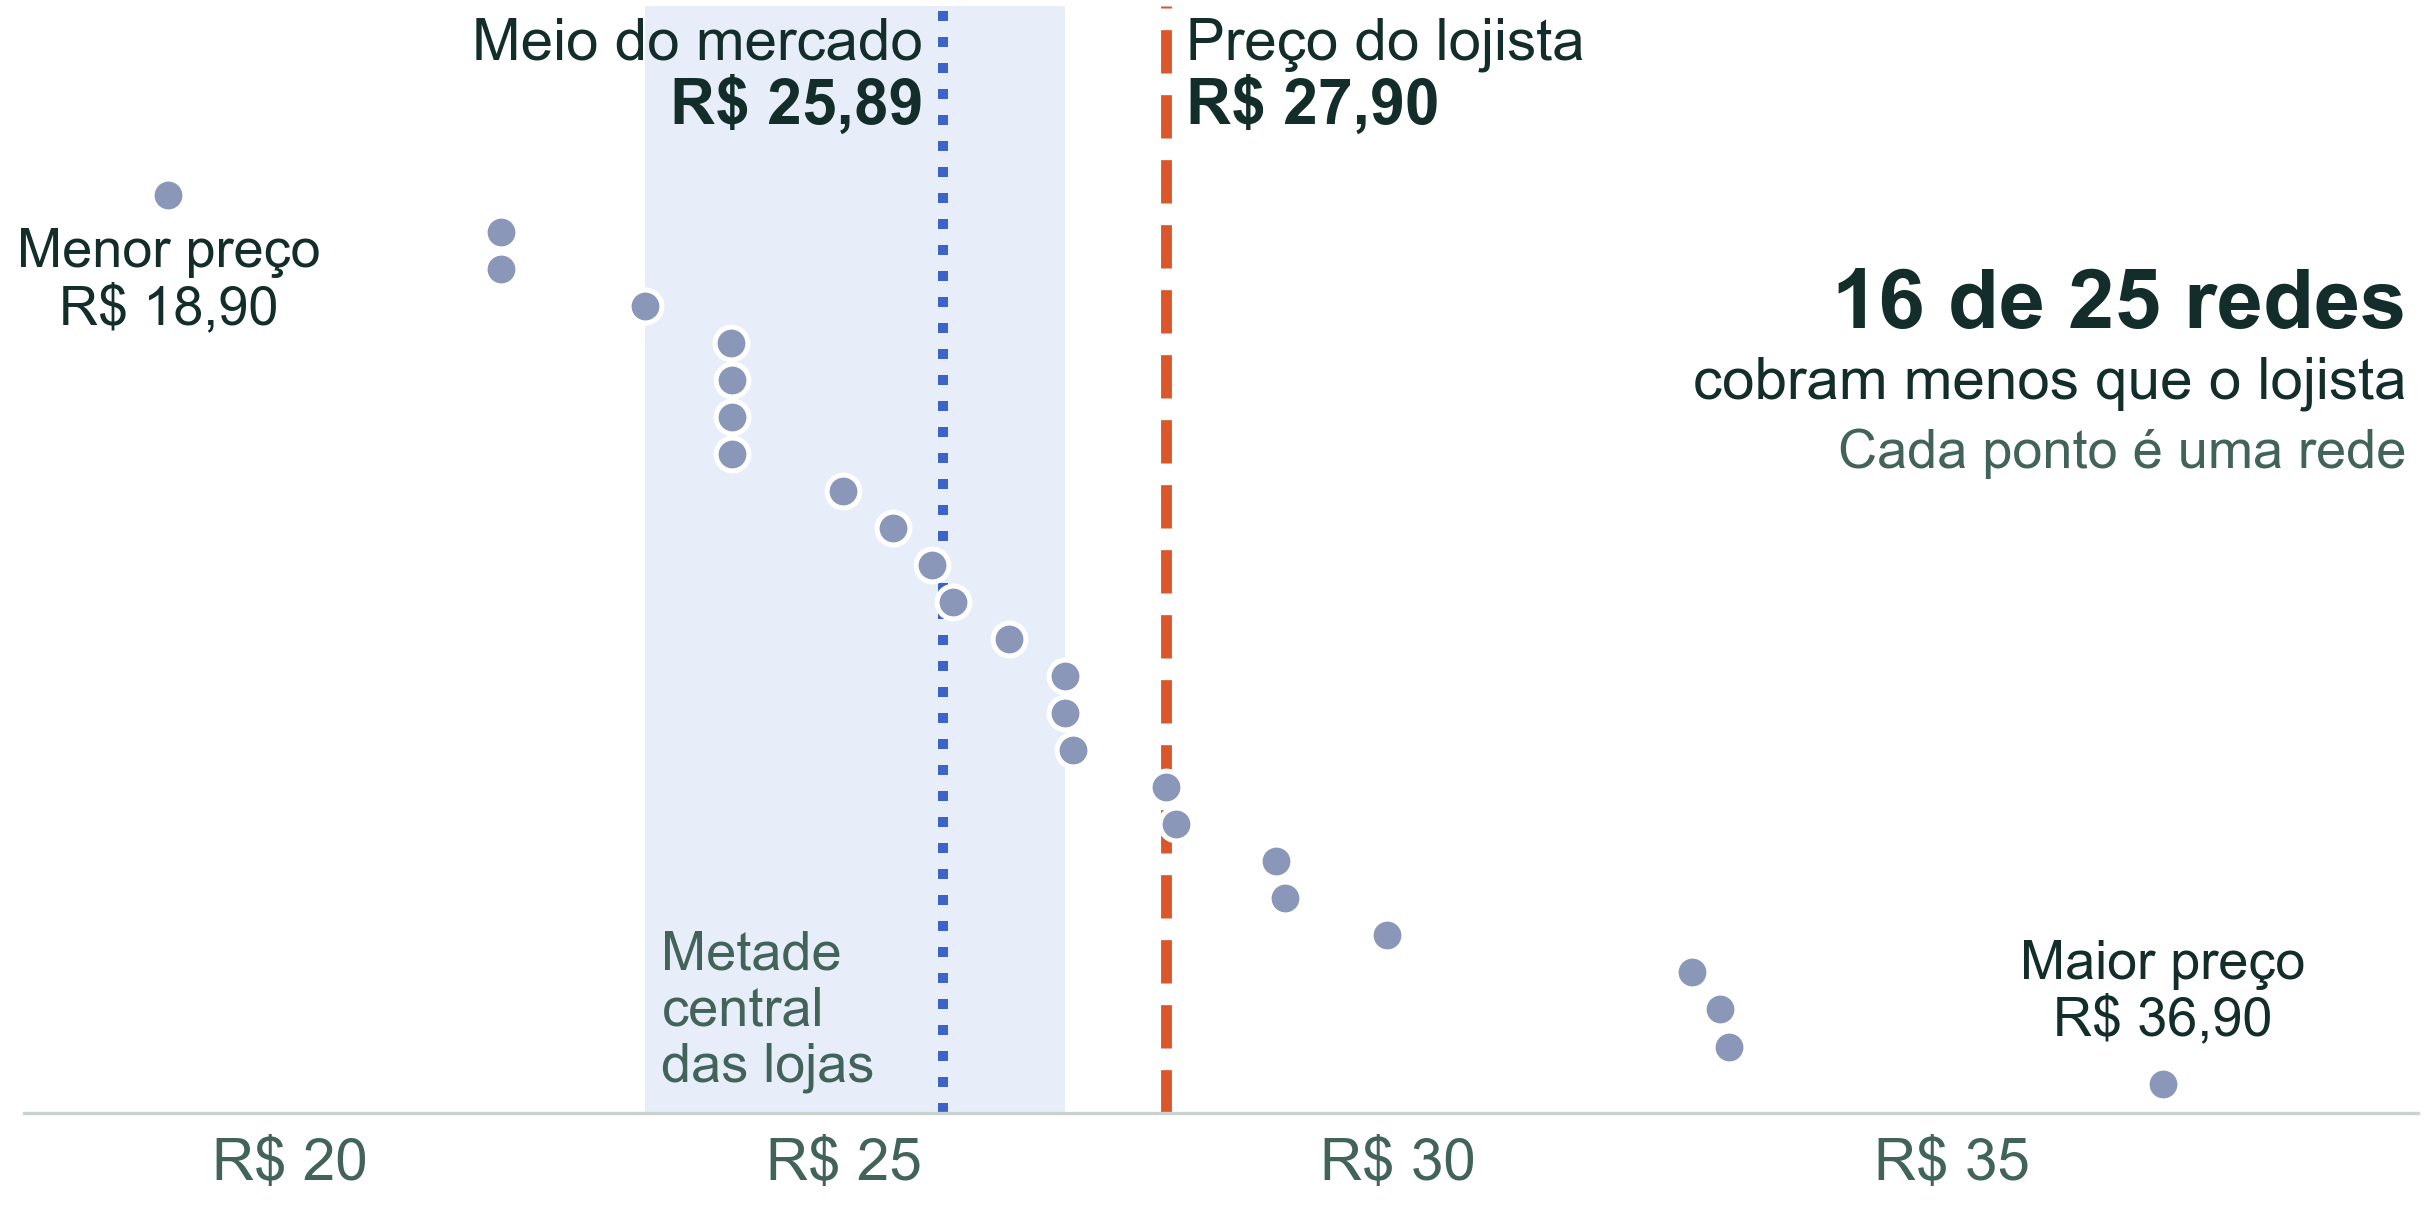 Meio do mercado
R$ 25,89
Preço do lojista
R$ 27,90
Menor preço
R$ 18,90
16 de 25 redes
cobram menos que o lojista
Cada ponto é uma rede
Metade
central
das lojas
Maior preço
R$ 36,90
R$ 20
R$ 25
R$ 30
R$ 35